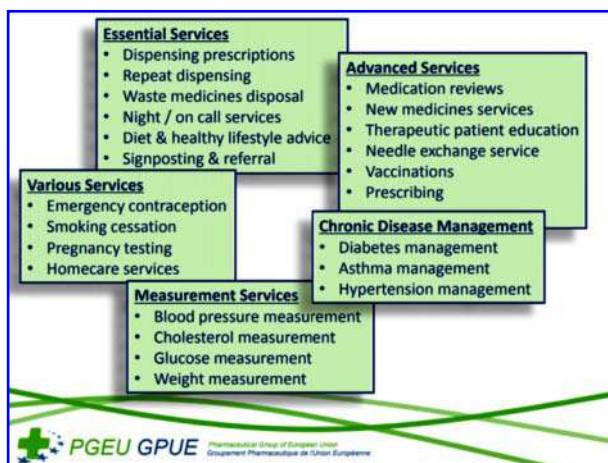 Essential Services
• Dispensing prescriptions
• Repeat dispensing
• Waste medicines disposal
• Night / on call services
• Diet & healthy lifestyle advice
• Signposting & referral
Advanced Services
• Medication reviews
• New medicines services
• Therapeutic patient education
• Needle exchange service
• Vaccinations
• Prescribing
Various Services
• Emergency contraception
• Smoking cessation
• Pregnancy testing
• Homecare services
Chronic Disease Management
• Diabetes management
• Asthma management
• Hypertension management
Measurement Services
• Blood pressure measurement
• Cholesterol measurement
• Glucose measurement
• Weight measurement
PGEU GPUE
Pharmaceutical Group of European Union
Groupement Pharmaceutique de l'Union Européenne